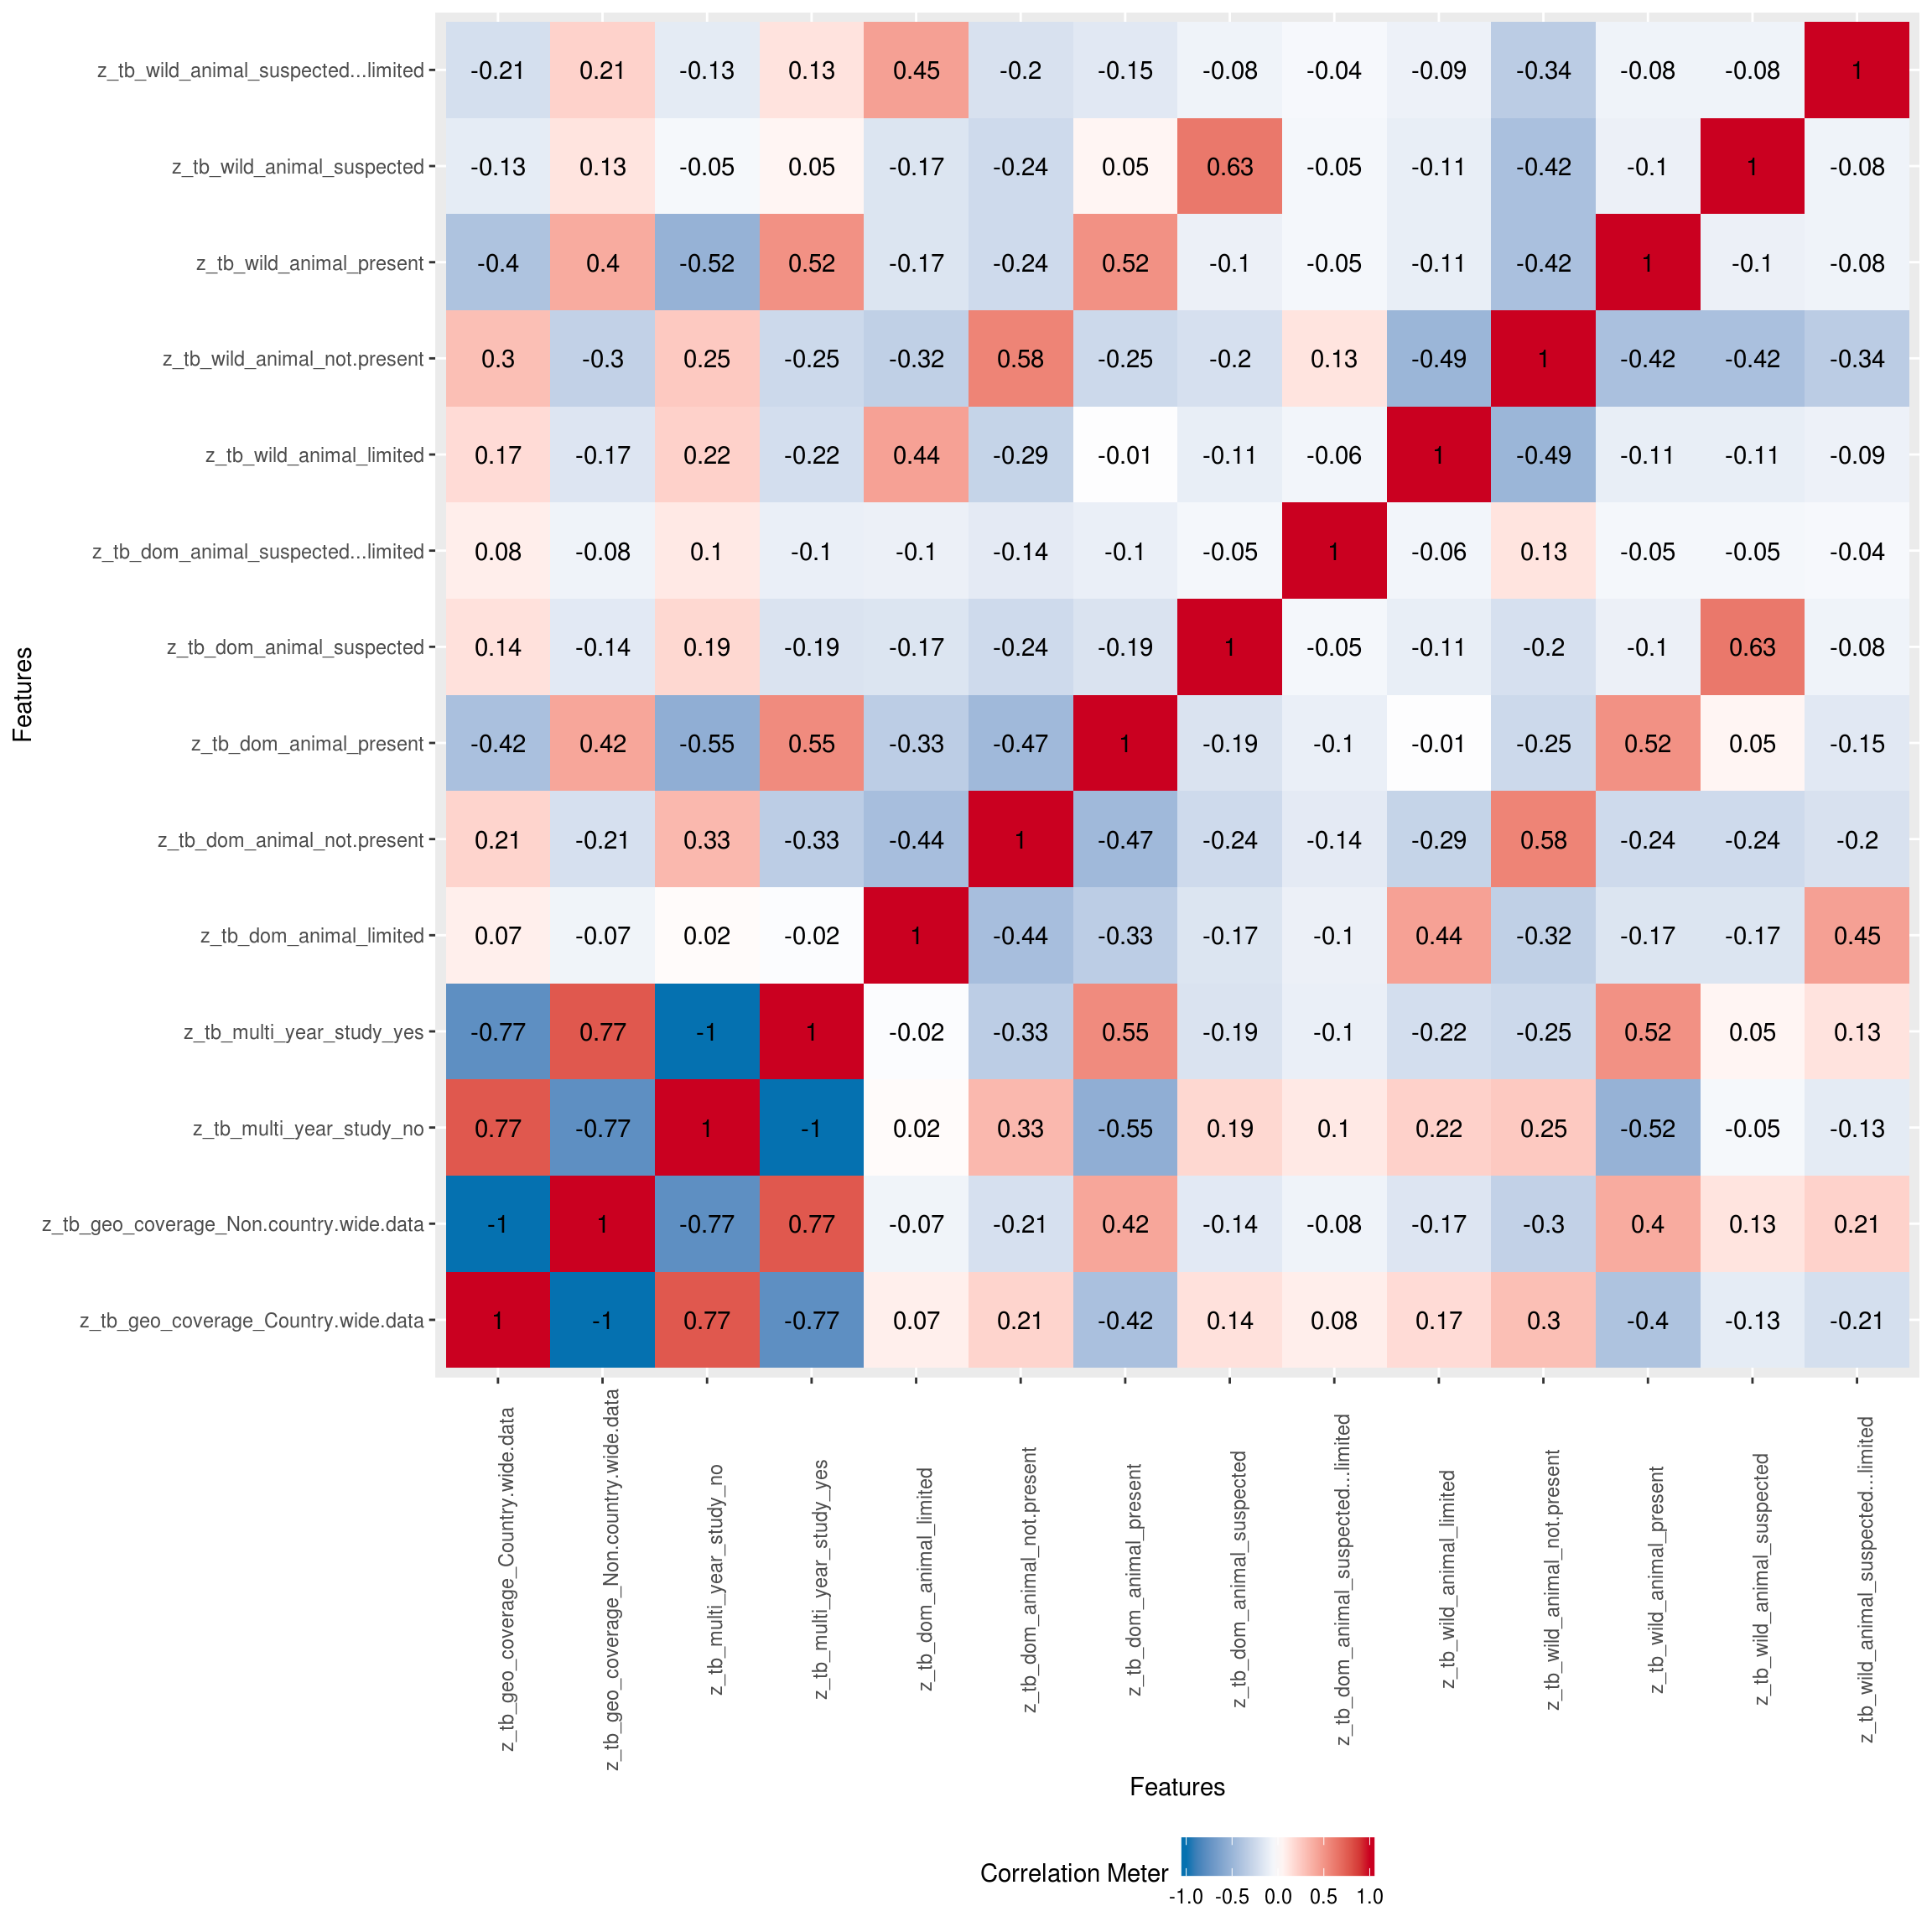 z_tb_wild_animal_suspected...limited -0.21 0.21 -0.13 0.13 0.45 -0.2 -0.15 -0.08 -0.04 -0.09 -0.34 -0.08 -0.08 1
z_tb_wild_animal_suspected -0.13 0.13 -0.05 0.05 -0.17 -0.24 0.05 0.63 -0.05 -0.11 -0.42 -0.1 1 -0.08
z_tb_wild_animal_present -0.4 0.4 -0.52 0.52 -0.17 -0.24 0.52 -0.1 -0.05 -0.11 -0.42 1 -0.1 -0.08
z_tb_wild_animal_not.present 0.3 -0.3 0.25 -0.25 -0.32 0.58 -0.25 -0.2 0.13 -0.49 1 -0.42 -0.42 -0.34
z_tb_wild_animal_limited 0.17 -0.17 0.22 -0.22 0.44 -0.29 -0.01 -0.11 -0.06 1 -0.49 -0.11 -0.11 -0.09
z_tb_dom_animal_suspected...limited 0.08 -0.08 0.1 -0.1 -0.1 -0.14 -0.1 -0.05 1 -0.06 0.13 -0.05 -0.05 -0.04
z_tb_dom_animal_suspected 0.14 -0.14 0.19 -0.19 -0.17 -0.24 -0.19 1 -0.05 -0.11 -0.2 -0.1 0.63 -0.08
Features
z_tb_dom_animal_present -0.42 0.42 -0.55 0.55 -0.33 -0.47 1 -0.19 -0.1 -0.01 -0.25 0.52 0.05 -0.15
z_tb_dom_animal_not.present 0.21 -0.21 0.33 -0.33 -0.44 1 -0.47 -0.24 -0.14 -0.29 0.58 -0.24 -0.24 -0.2
z_tb_dom_animal_limited 0.07 -0.07 0.02 -0.02 1 -0.44 -0.33 -0.17 -0.1 0.44 -0.32 -0.17 -0.17 0.45
z_tb_multi_year_study_yes -0.77 0.77 -1 1 -0.02 -0.33 0.55 -0.19 -0.1 -0.22 -0.25 0.52 0.05 0.13
z_tb_multi_year_study_no 0.77 -0.77 1 -1 0.02 0.33 -0.55 0.19 0.1 0.22 0.25 -0.52 -0.05 -0.13
z_tb_geo_coverage_Non.country.wide.data -1 1 -0.77 0.77 -0.07 -0.21 0.42 -0.14 -0.08 -0.17 -0.3 0.4 0.13 0.21
z_tb_geo_coverage_Country.wide.data 1 -1 0.77 -0.77 0.07 0.21 -0.42 0.14 0.08 0.17 0.3 -0.4 -0.13 -0.21
z_tb_geo_coverage_Country.wide.data
z_tb_geo_coverage_Non.country.wide.data
z_tb_multi_year_study_no
z_tb_multi_year_study_yes
z_tb_dom_animal_limited
z_tb_dom_animal_not.present
z_tb_dom_animal_present
z_tb_dom_animal_suspected
z_tb_dom_animal_suspected...limited
z_tb_wild_animal_limited
z_tb_wild_animal_not.present
z_tb_wild_animal_present
z_tb_wild_animal_suspected
z_tb_wild_animal_suspected...limited
Features
Correlation Meter
-1.0 -0.5 0.0 0.5 1.0